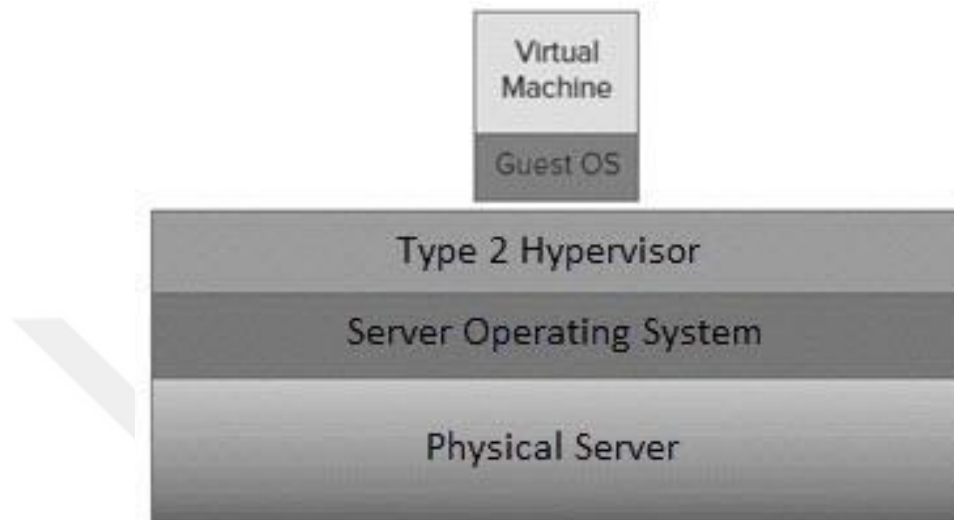 Virtual
Machine
Guest OS
Type 2 Hypervisor
Server Operating System
Physical Server